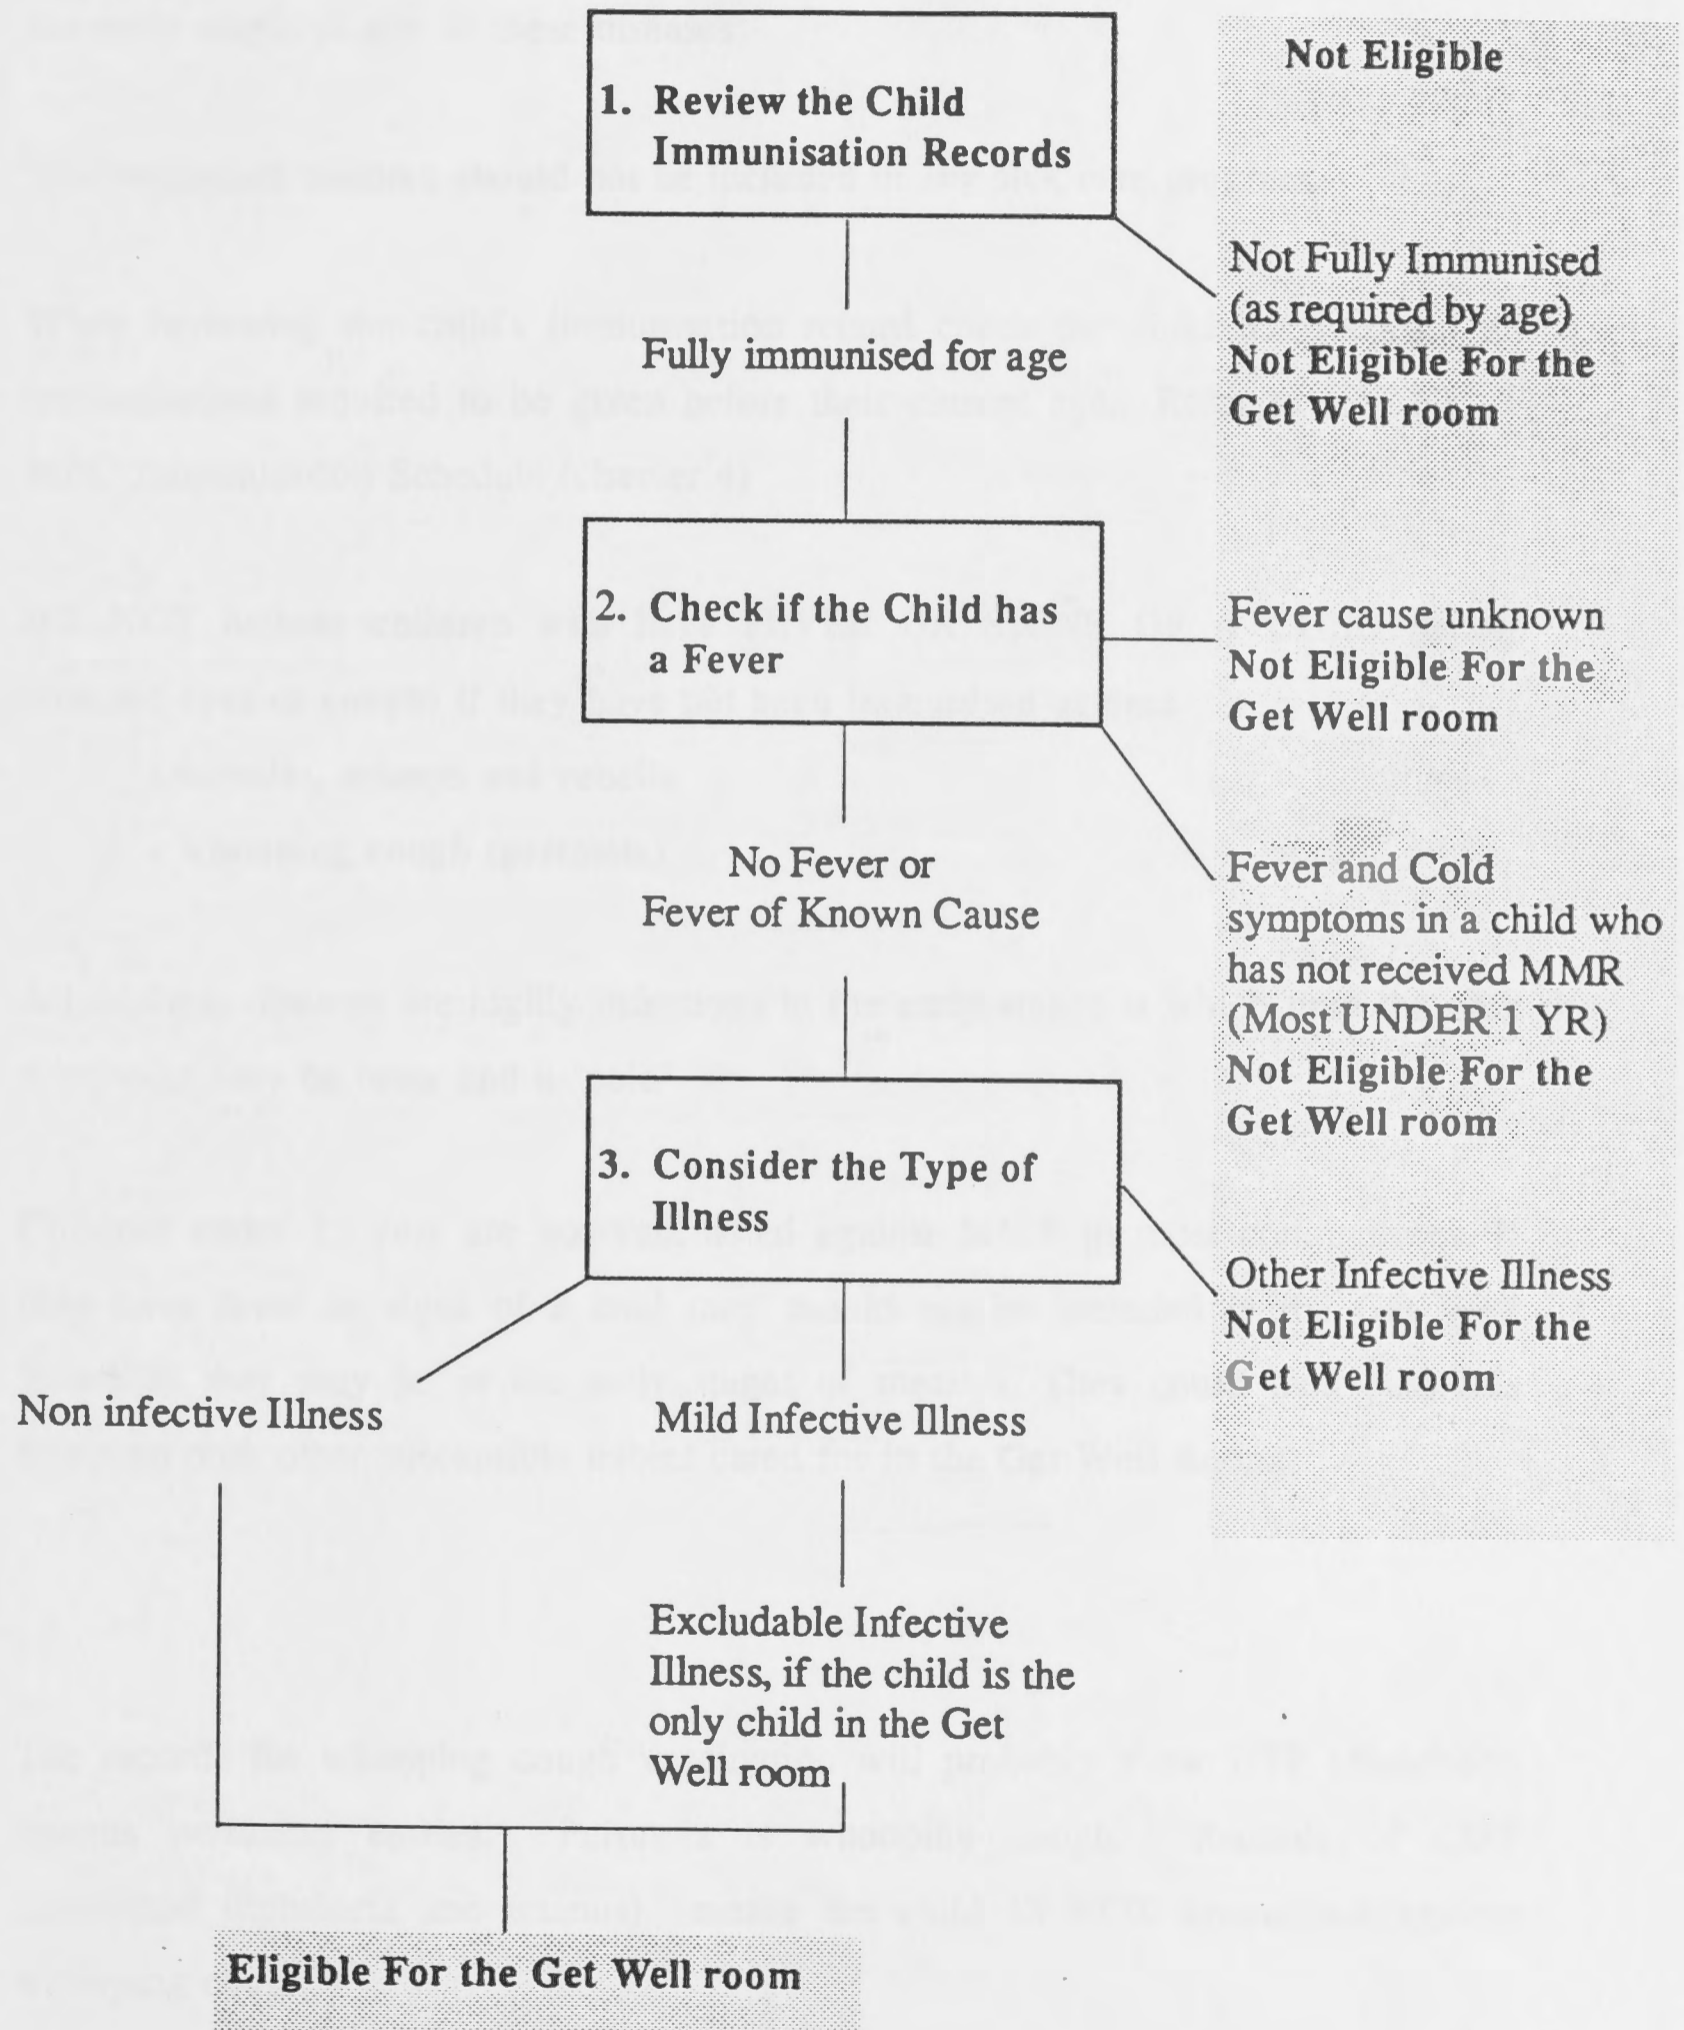 Not Eligible
1. Review the Child
Immunisation Records
Not Fully Immunised
(as required by age)
Not Eligible For the
Get Well room
Fully immunised for age
2. Check if the Child has
a Fever
Fever cause unknown
Not Eligible For the
Get Well room
No Fever or
Fever of Known Cause
Fever and Cold
symptoms in a child who
has not received MMR
(Most UNDER 1 YR)
Not Eligible For the
Get Well room
3. Consider the Type of
Illness
Other Infective Illness
Not Eligible For the
Get Well room
Non infective Illness
Mild Infective Illness
Excludable Infective
Illness, if the child is the
only child in the Get
Well room
Eligible For the Get Well room